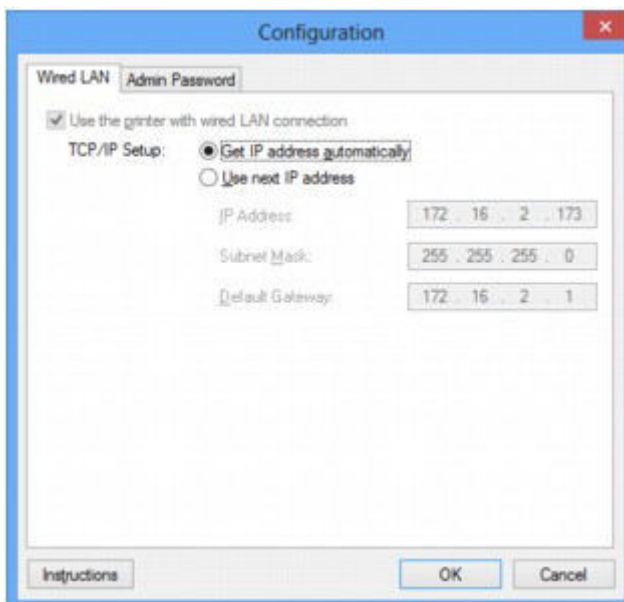 Configuration
Wired LAN Admin Password
Use the printer with wired LAN connection
TCP/IP Setup: Get IP address automatically
Use next IP address
IP Address: 172 . 16 . 2 . 173
Subnet Mask: 255 . 255 . 255 . 0
Default Gateway: 172 . 16 . 2 . 1
Instructions OK Cancel